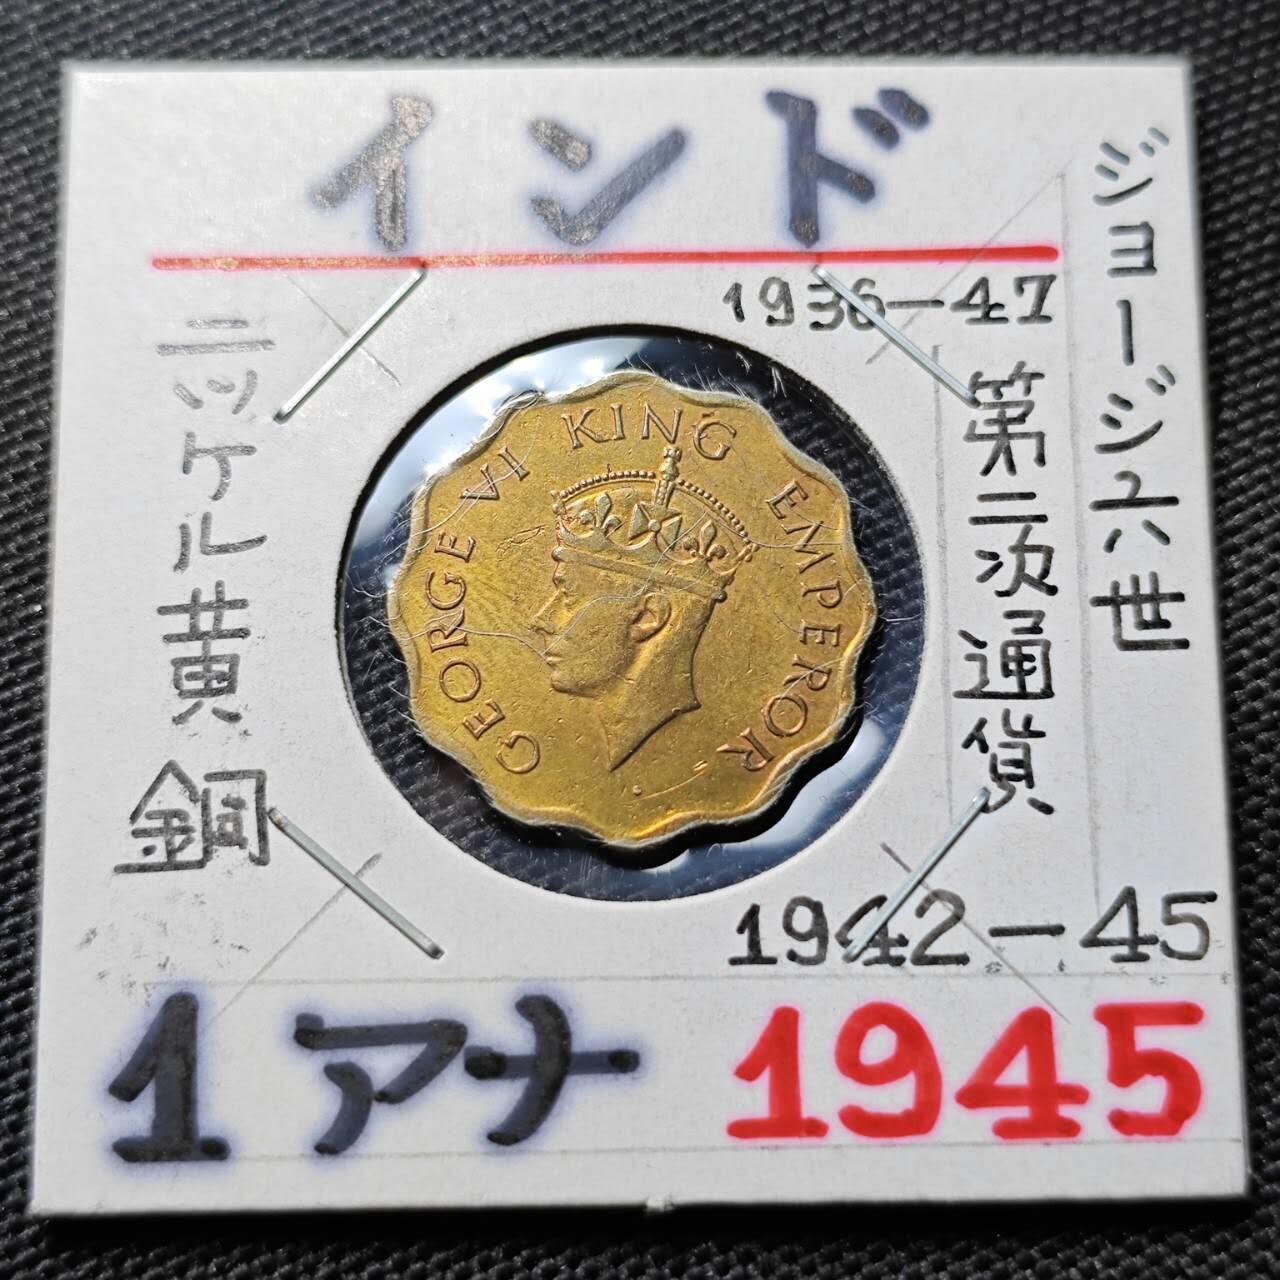 インド
ジョージ六世
1936-47
第二次通貨
ニッケル黄銅
GEORGE VI KING EMPEROR
1942-45
1アナ
1945